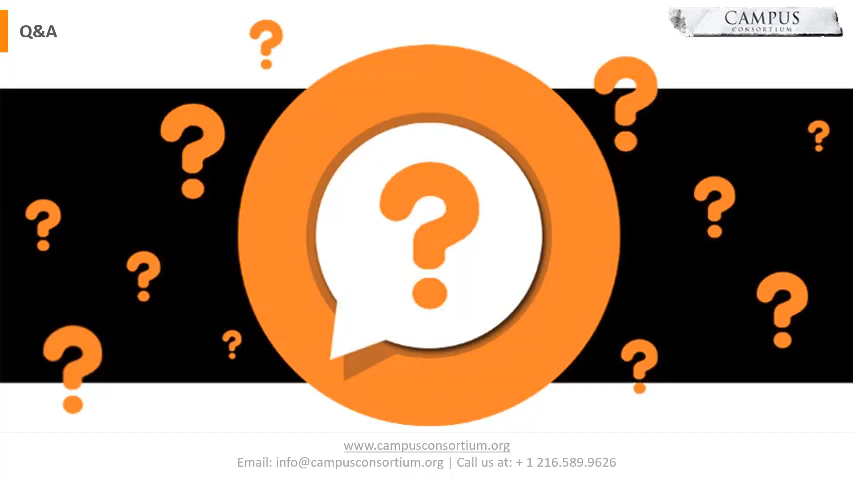 Q&A
CAMPUS
CONSORTIUM
www.campusconsortium.org
Email: info@campusconsortium.org | Call us at: + 1 216.589.9626